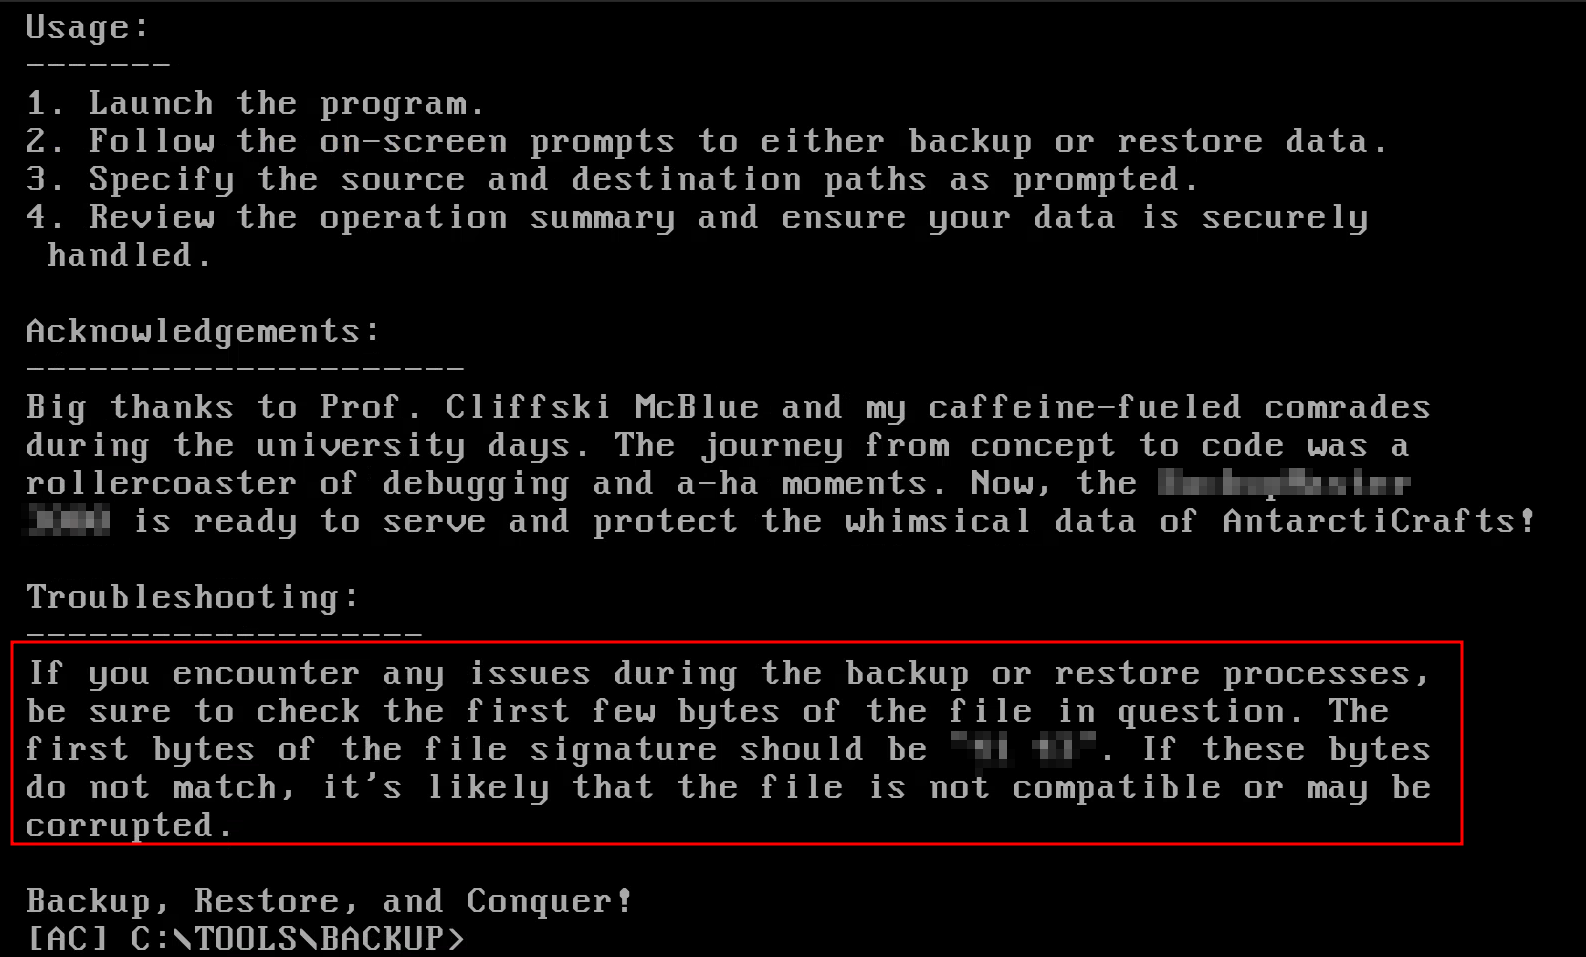 Usage:
-------
1. Launch the program.
2. Follow the on-screen prompts to either backup or restore data.
3. Specify the source and destination paths as prompted.
4. Review the operation summary and ensure your data is securely
handled.
Acknowledgements:
---------------------
Big thanks to Prof. Cliffski McBlue and my caffeine-fueled comrades
during the university days. The journey from concept to code was a
rollercoaster of debugging and a-ha moments. Now, the
is ready to serve and protect the whimsical data of AntarctiCrafts!
Troubleshooting:
-------------------
If you encounter any issues during the backup or restore processes,
be sure to check the first few bytes of the file in question. The
first bytes of the file signature should be . If these bytes
do not match, it's likely that the file is not compatible or may be
corrupted.
Backup, Restore, and Conquer!
[AC] C:\TOOLS\BACKUP>